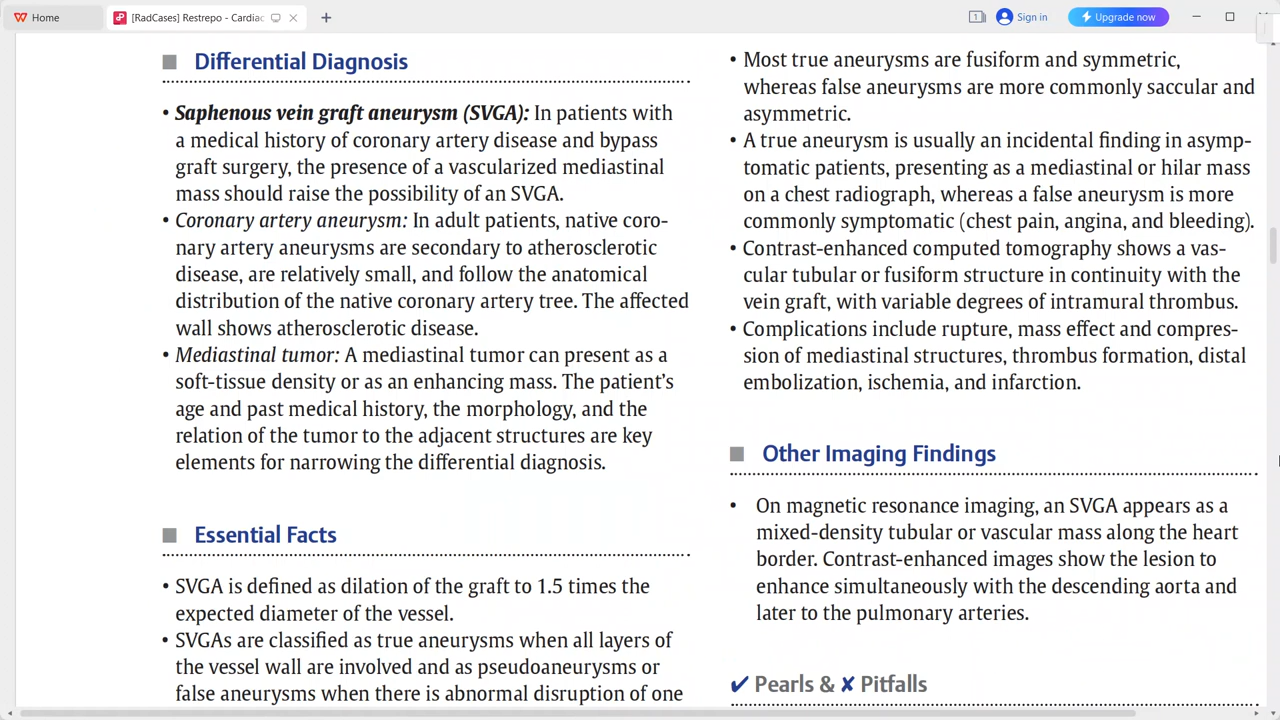 Home
[RadCases] Restrepo - Cardiac
1
Sign in
Upgrade now
Differential Diagnosis
• Saphenous vein graft aneurysm (SVGA): In patients with
a medical history of coronary artery disease and bypass
graft surgery, the presence of a vascularized mediastinal
mass should raise the possibility of an SVGA.
• Coronary artery aneurysm: In adult patients, native coro-
nary artery aneurysms are secondary to atherosclerotic
disease, are relatively small, and follow the anatomical
distribution of the native coronary artery tree. The affected
wall shows atherosclerotic disease.
• Mediastinal tumor: A mediastinal tumor can present as a
soft-tissue density or as an enhancing mass. The patient's
age and past medical history, the morphology, and the
relation of the tumor to the adjacent structures are key
elements for narrowing the differential diagnosis.
Essential Facts
• SVGA is defined as dilation of the graft to 1.5 times the
expected diameter of the vessel.
• SVGAs are classified as true aneurysms when all layers of
the vessel wall are involved and as pseudoaneurysms or
false aneurysms when there is abnormal disruption of one
• Most true aneurysms are fusiform and symmetric,
whereas false aneurysms are more commonly saccular and
asymmetric.
• A true aneurysm is usually an incidental finding in asymp-
tomatic patients, presenting as a mediastinal or hilar mass
on a chest radiograph, whereas a false aneurysm is more
commonly symptomatic (chest pain, angina, and bleeding).
• Contrast-enhanced computed tomography shows a vas-
cular tubular or fusiform structure in continuity with the
vein graft, with variable degrees of intramural thrombus.
• Complications include rupture, mass effect and compres-
sion of mediastinal structures, thrombus formation, distal
embolization, ischemia, and infarction.
Other Imaging Findings
• On magnetic resonance imaging, an SVGA appears as a
mixed-density tubular or vascular mass along the heart
border. Contrast-enhanced images show the lesion to
enhance simultaneously with the descending aorta and
later to the pulmonary arteries.
✔ Pearls & ✘ Pitfalls